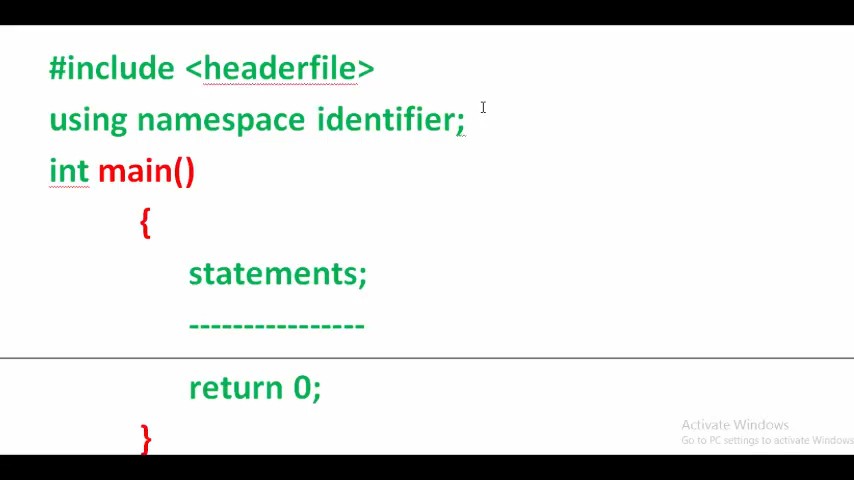 #include <headerfile>
using namespace identifier;
int main()
{
statements;
----------------
return 0;
}
Activate Windows
Go to PC settings to activate Windows